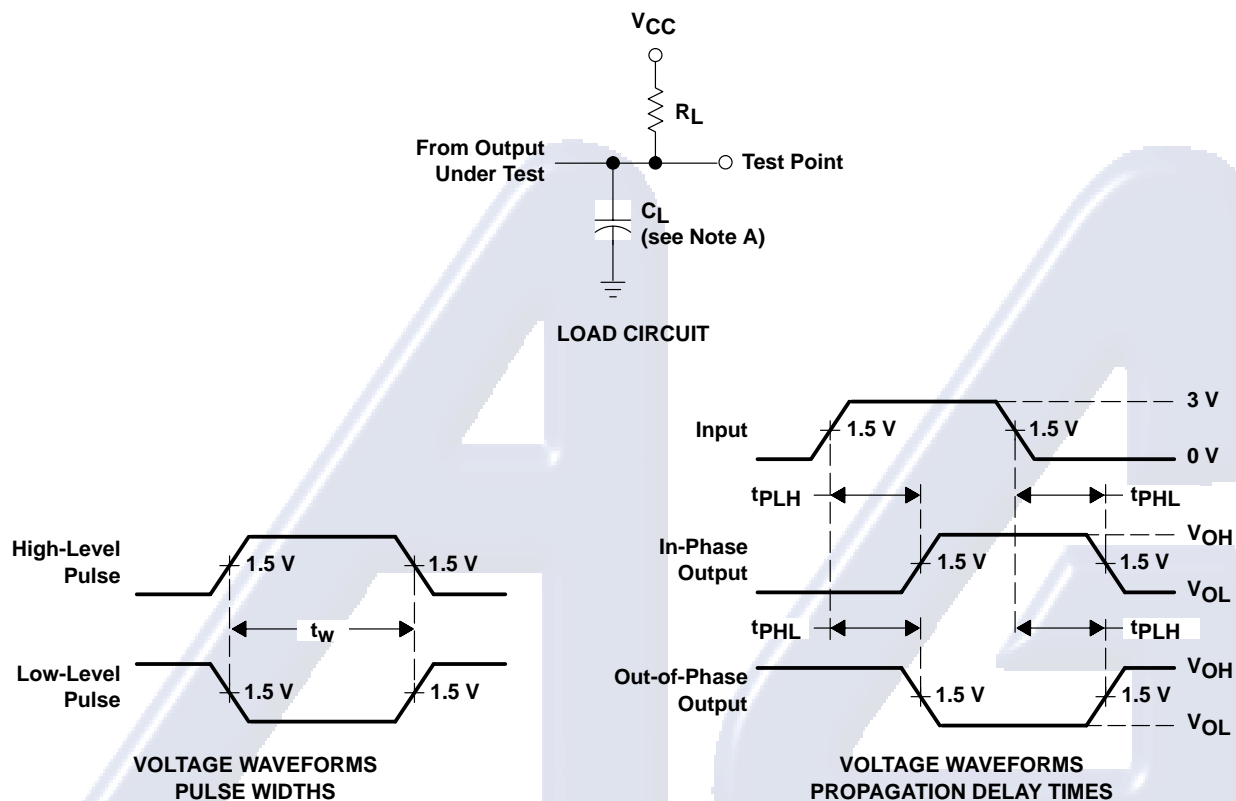 VCC
RL
From Output
Under Test
Test Point
CL
(see Note A)
LOAD CIRCUIT
Input
1.5 V
1.5 V
3 V
0 V
tPLH
tPHL
In-Phase
Output
1.5 V
1.5 V
VOH
VOL
tPHL
tPLH
Out-of-Phase
Output
1.5 V
1.5 V
VOH
VOL
VOLTAGE WAVEFORMS
PROPAGATION DELAY TIMES
High-Level
Pulse
1.5 V
1.5 V
tw
Low-Level
Pulse
1.5 V
1.5 V
VOLTAGE WAVEFORMS
PULSE WIDTHS